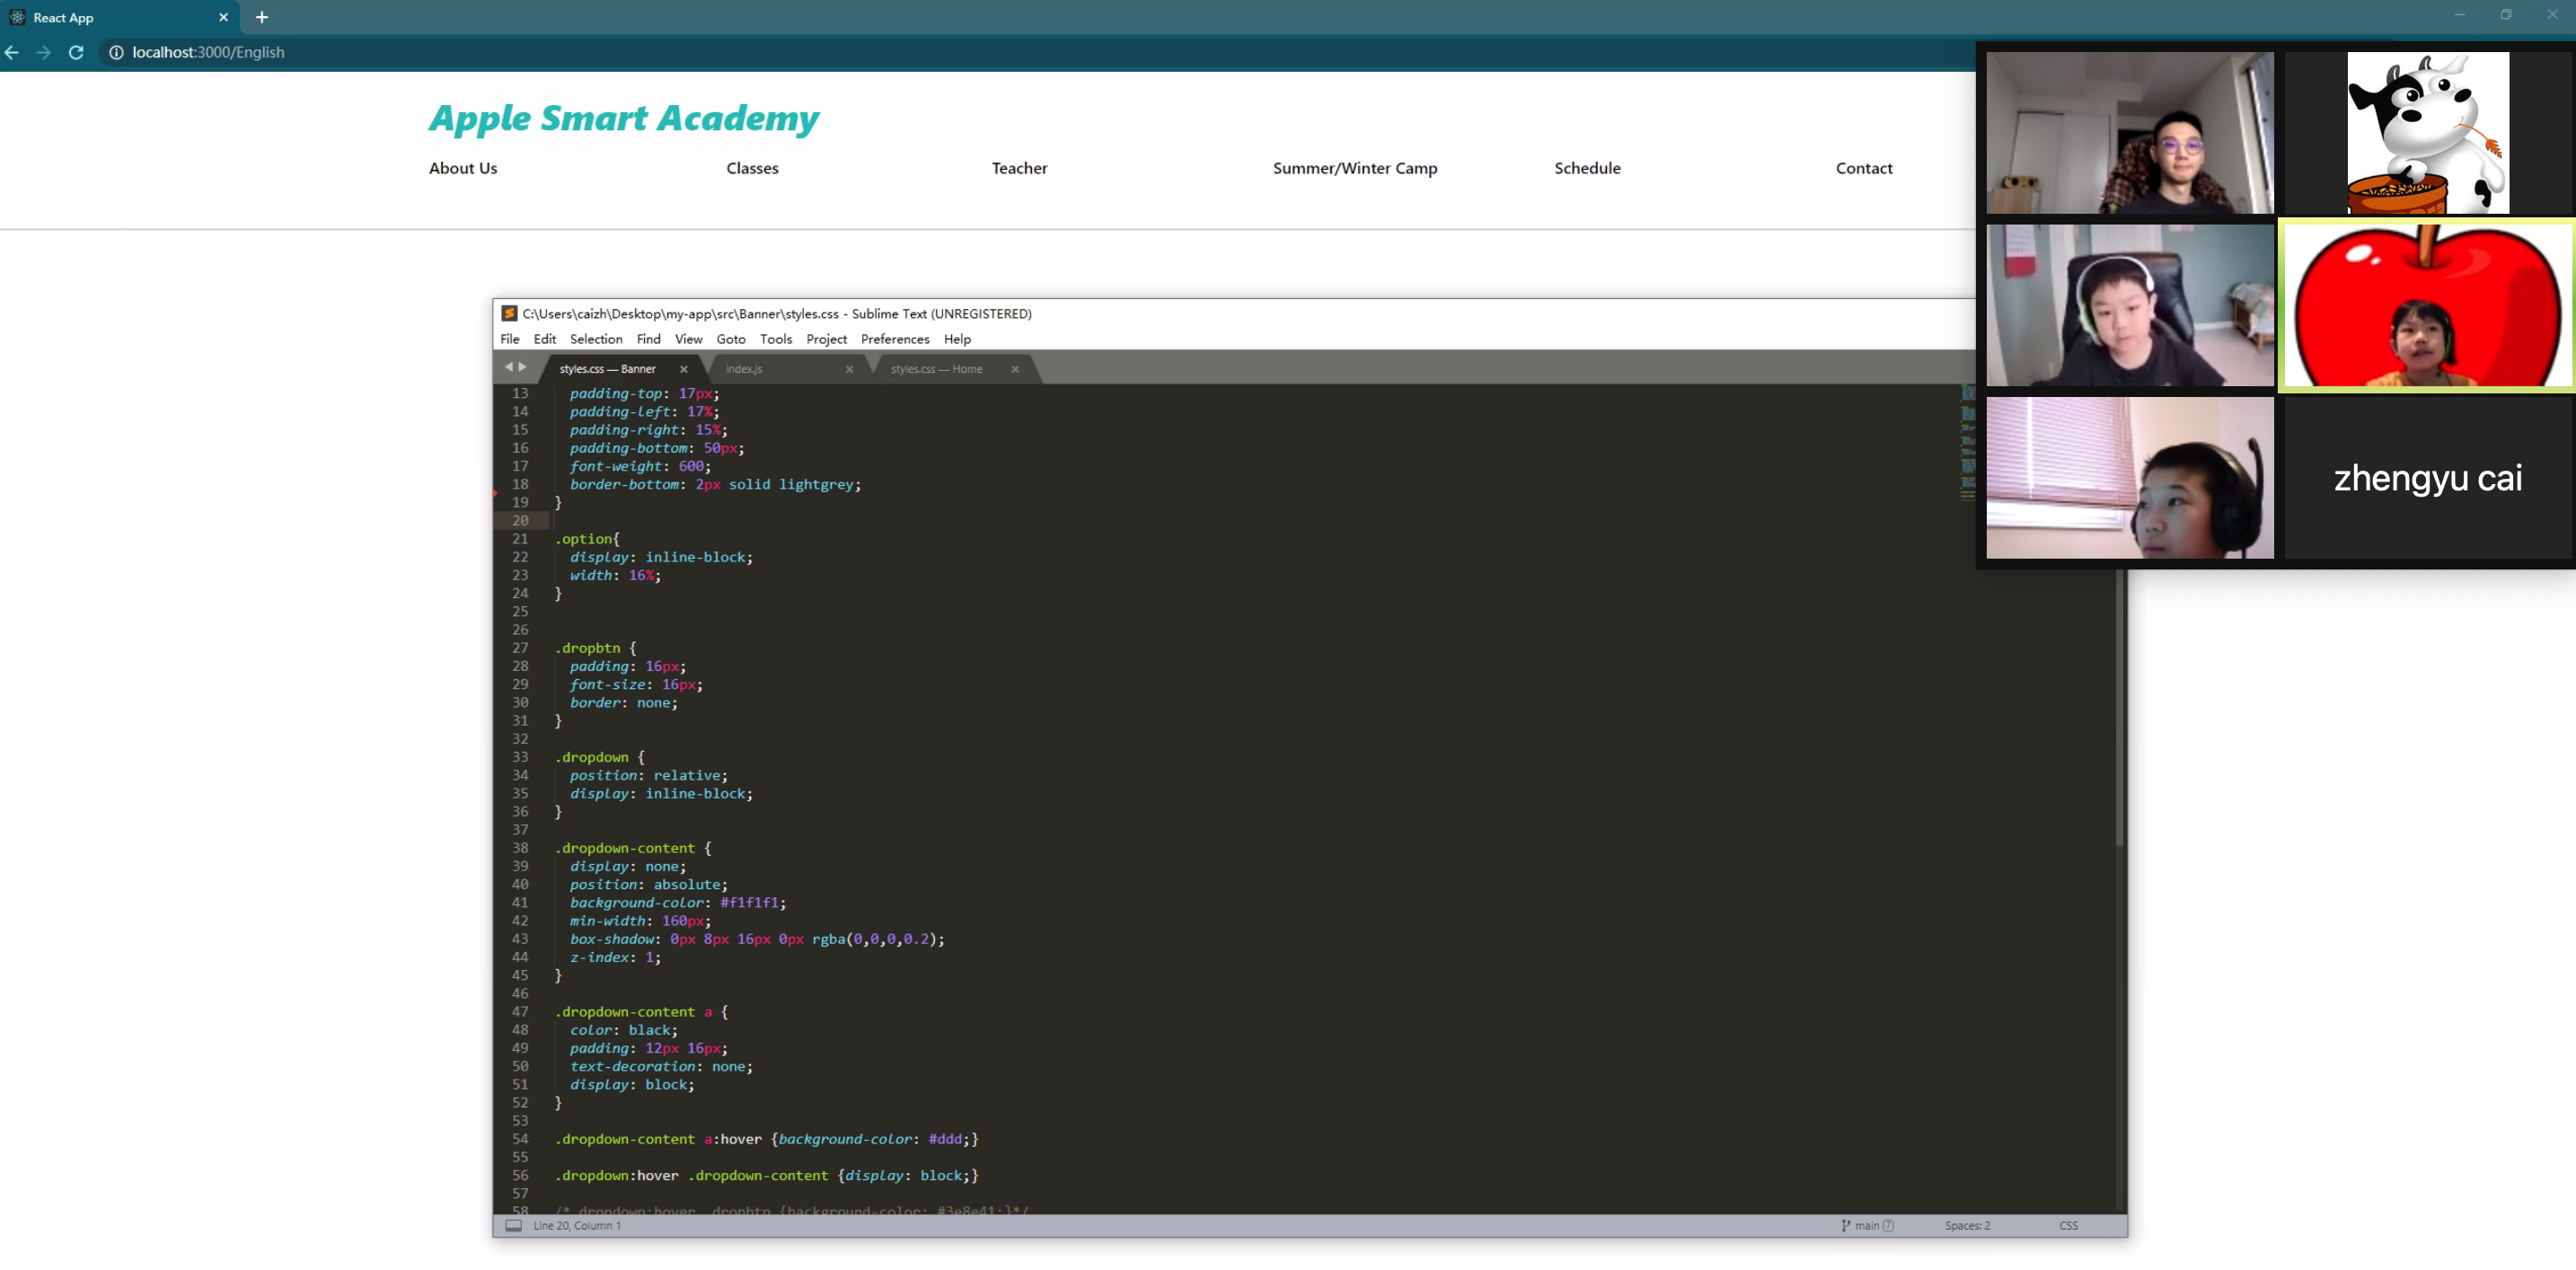 React App
localhost:3000/English
Apple Smart Academy
About Us
Classes
Teacher
Summer/Winter Camp
Schedule
Contact
C:\Users\caizh\Desktop\my-app\src\Banner\styles.css - Sublime Text (UNREGISTERED)
File Edit Selection Find View Goto Tools Project Preferences Help
styles.css — Banner
index.js
styles.css — Home
13 padding-top: 17px;
14 padding-left: 17%;
15 padding-right: 15%;
16 padding-bottom: 50px;
17 font-weight: 600;
18 border-bottom: 2px solid lightgrey;
19 }
20
21 .option{
22 display: inline-block;
23 width: 16%;
24 }
25
26
27 .dropbtn {
28 padding: 16px;
29 font-size: 16px;
30 border: none;
31 }
32
33 .dropdown {
34 position: relative;
35 display: inline-block;
36 }
37
38 .dropdown-content {
39 display: none;
40 position: absolute;
41 background-color: #f1f1f1;
42 min-width: 160px;
43 box-shadow: 0px 8px 16px 0px rgba(0,0,0,0.2);
44 z-index: 1;
45 }
46
47 .dropdown-content a {
48 color: black;
49 padding: 12px 16px;
50 text-decoration: none;
51 display: block;
52 }
53
54 .dropdown-content a:hover {background-color: #ddd;}
55
56 .dropdown:hover .dropdown-content {display: block;}
57
58 /*.dropdown:hover .dropbtn {background-color: #3e8e41;}*/
Line 20, Column 1
main 7
Spaces: 2
CSS
zhengyu cai